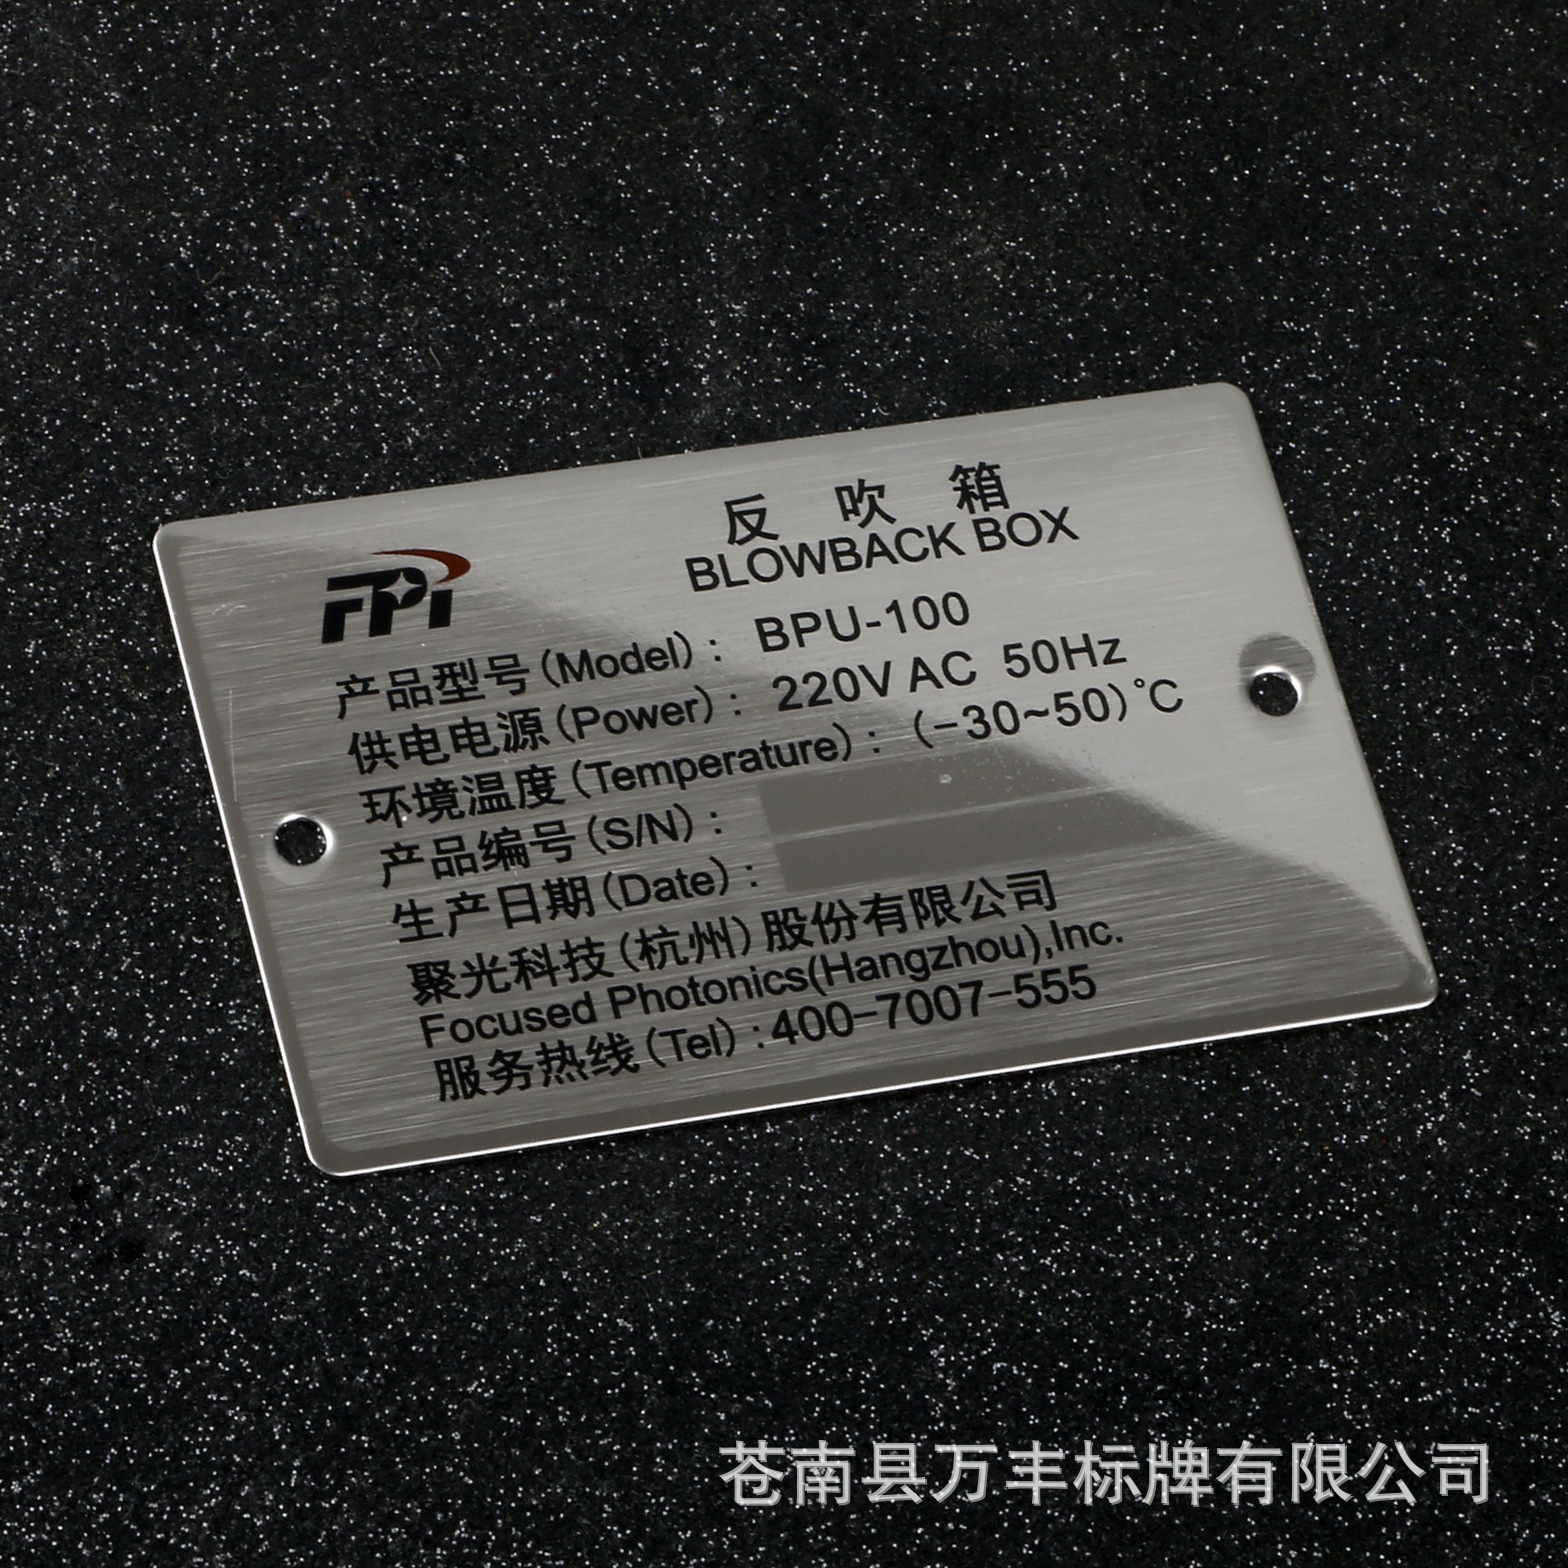 反 吹 箱
BLOWBACK BOX
FPI
产品型号(Model): BPU-100
供电电源(Power): 220V AC 50Hz
环境温度(Temperature): (-30~50)℃
产品编号(S/N):
生产日期(Date):
聚光科技(杭州)股份有限公司
Focused Photonics(Hangzhou),Inc.
服务热线(Tel):400-7007-555
苍南县万丰标牌有限公司